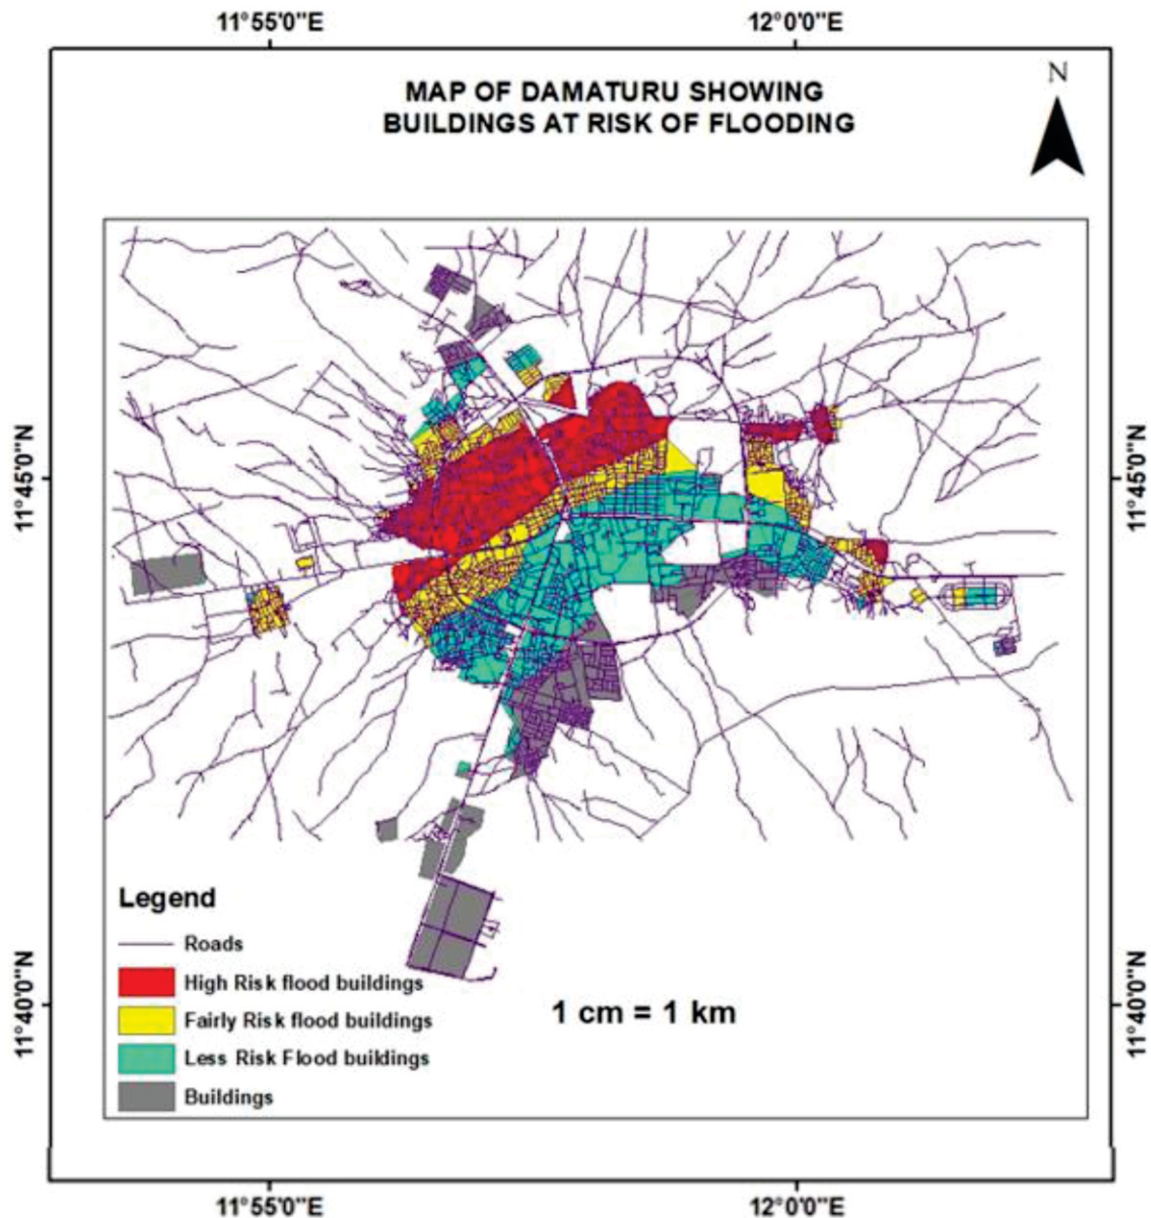 11°55'0"E
12°0'0"E
MAP OF DAMATURU SHOWING
BUILDINGS AT RISK OF FLOODING
N
11°45'0"N
11°45'0"N
Legend
Roads
High Risk flood buildings
Fairly Risk flood buildings
Less Risk Flood buildings
Buildings
1 cm = 1 km
11°40'0"N
11°40'0"N
11°55'0"E
12°0'0"E